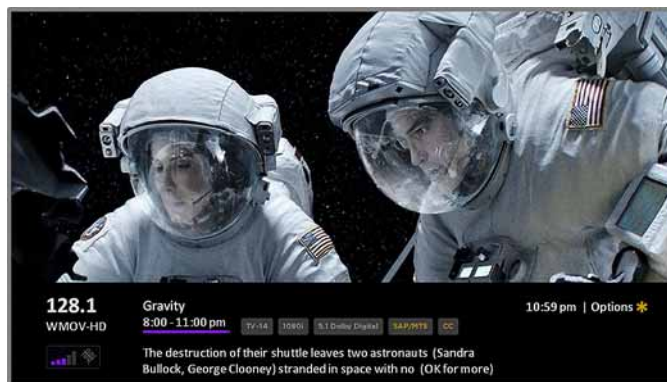 128.1
WMOV-HD
Gravity
8:00 - 11:00 pm
TV-14 1080i 5.1 Dolby Digital SAP/MTS CC
10:59 pm | Options *
The destruction of their shuttle leaves two astronauts (Sandra
Bullock, George Clooney) stranded in space with no (OK for more)